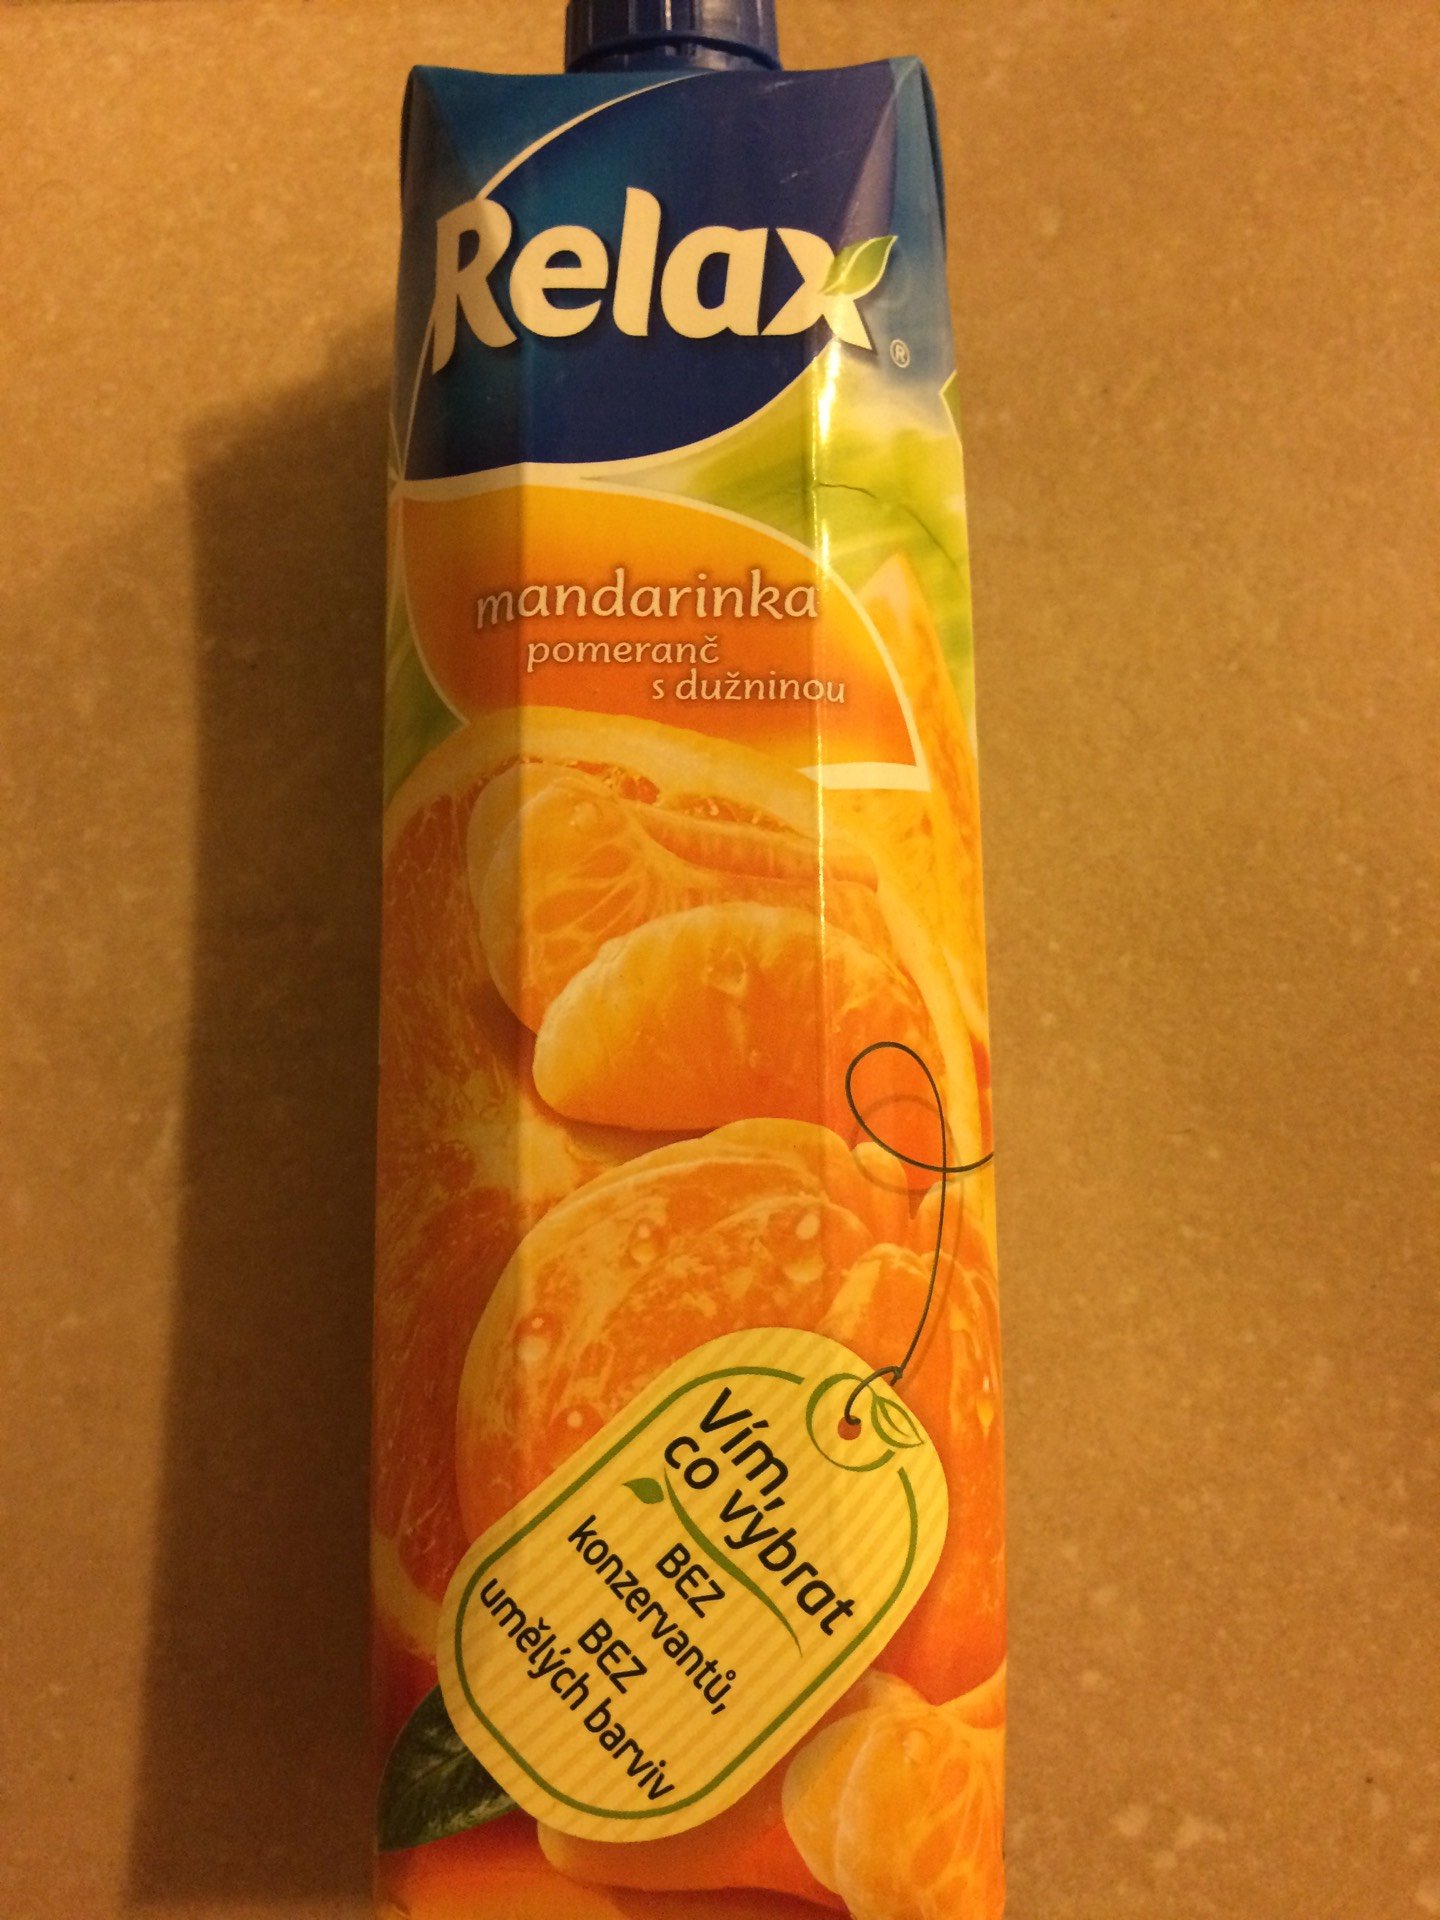 Relax
®
mandarinka
pomeranč
s dužninou
Vím,
co vybrat
BEZ
konzervantů,
BEZ
umělých barviv